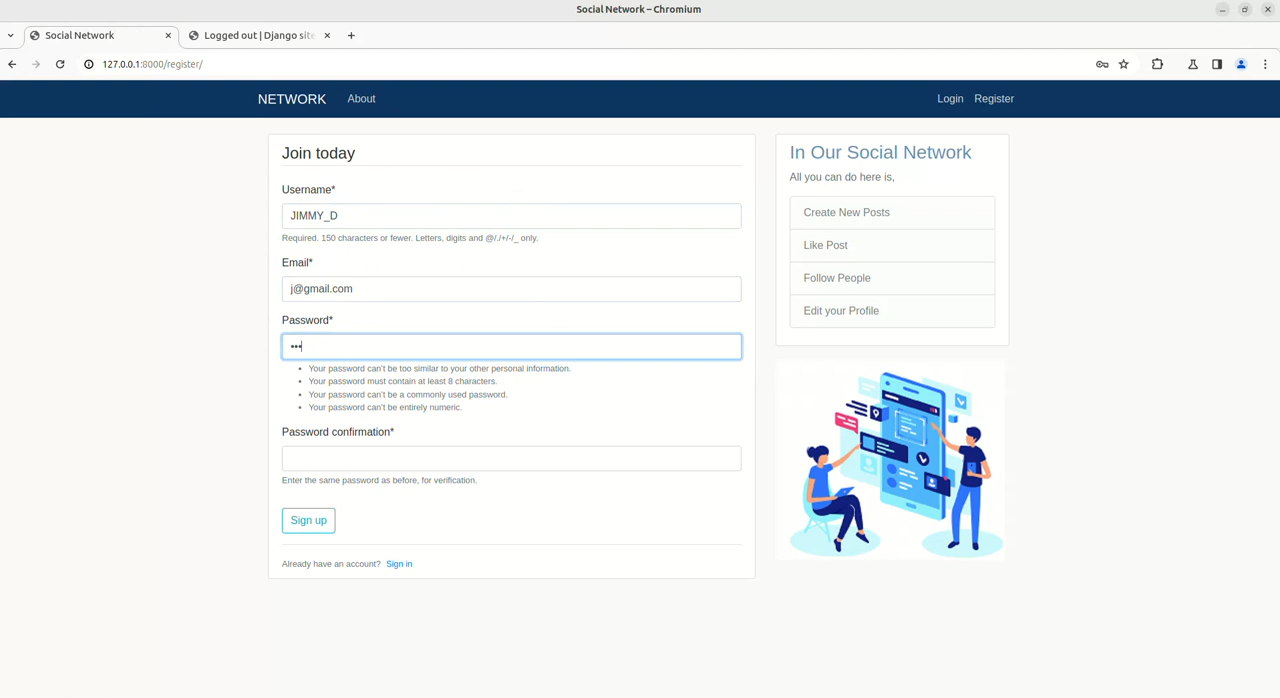 Social Network – Chromium
Social Network
Logged out | Django site
127.0.0.1:8000/register/
NETWORK About Login Register
Join today
Username*
JIMMY_D
Required. 150 characters or fewer. Letters, digits and @/./+/-/_ only.
Email*
j@gmail.com
Password*
•••
• Your password can't be too similar to your other personal information.
• Your password must contain at least 8 characters.
• Your password can't be a commonly used password.
• Your password can't be entirely numeric.
Password confirmation*
Enter the same password as before, for verification.
Sign up
Already have an account? Sign in
In Our Social Network
All you can do here is,
Create New Posts
Like Post
Follow People
Edit your Profile